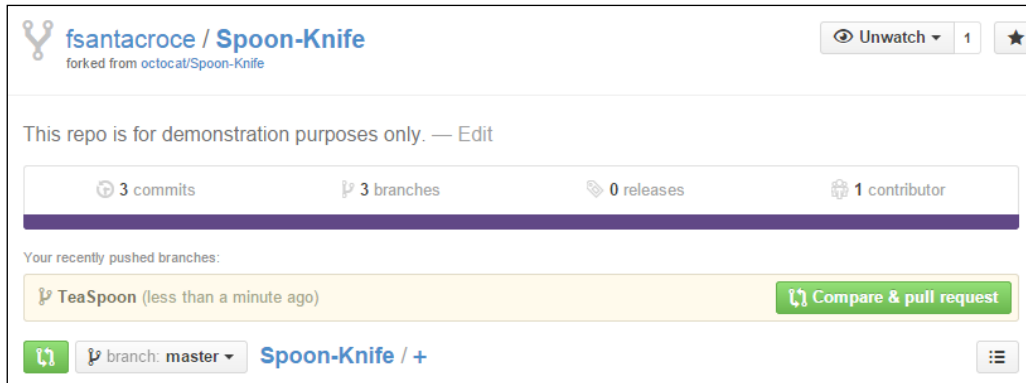 fsantacroce / Spoon-Knife
Unwatch 1
forked from octocat/Spoon-Knife
This repo is for demonstration purposes only. — Edit
3 commits 3 branches 0 releases 1 contributor
Your recently pushed branches:
TeaSpoon (less than a minute ago) Compare & pull request
branch: master Spoon-Knife / +